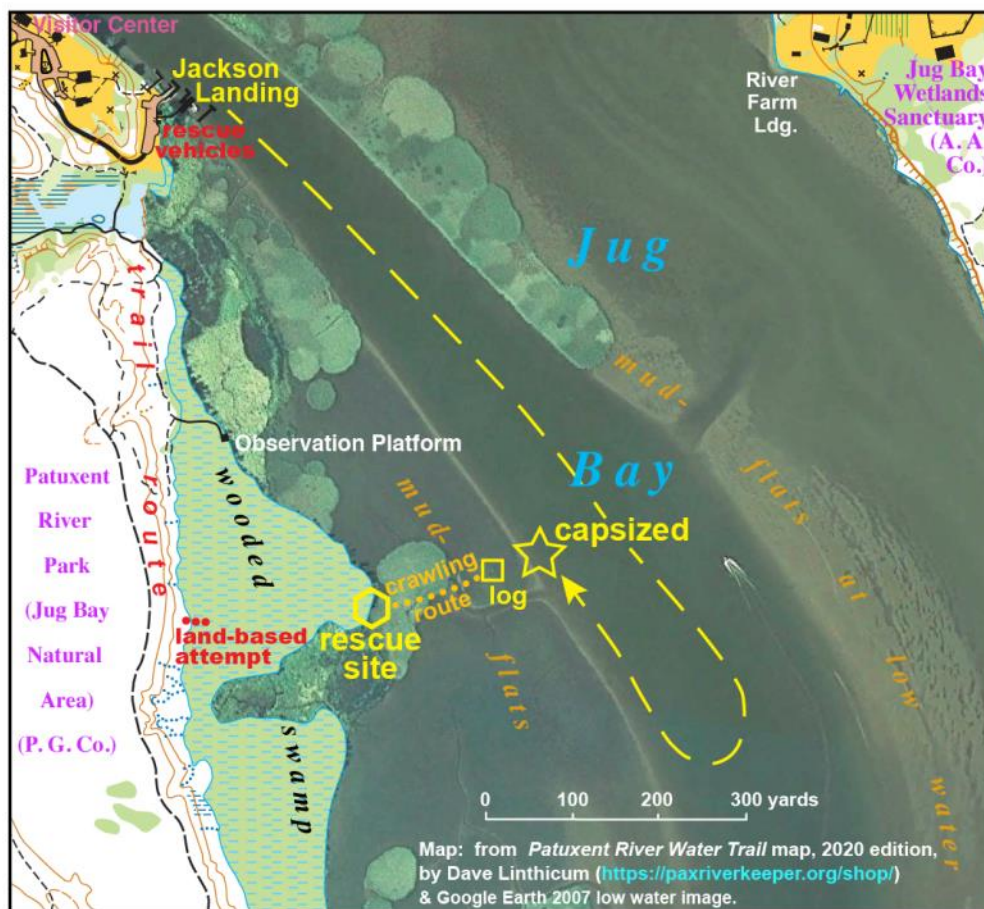 Visitor Center
Jackson
Landing
rescue
vehicles
River
Farm
Ldg.
Jug Bay
Wetlands
Sanctuary
(A. A.
Co.)
Jug
Bay
trail route
Observation Platform
wooded
swamp
mud-
flats
at
low
water
mud-
flats
capsized
log
crawling
route
rescue
site
land-based
attempt
Patuxent
River
Park
(Jug Bay
Natural
Area)
(P. G. Co.)
0 100 200 300 yards
Map: from Patuxent River Water Trail map, 2020 edition,
by Dave Linthicum (https://paxriverkeeper.org/shop/)
& Google Earth 2007 low water image.